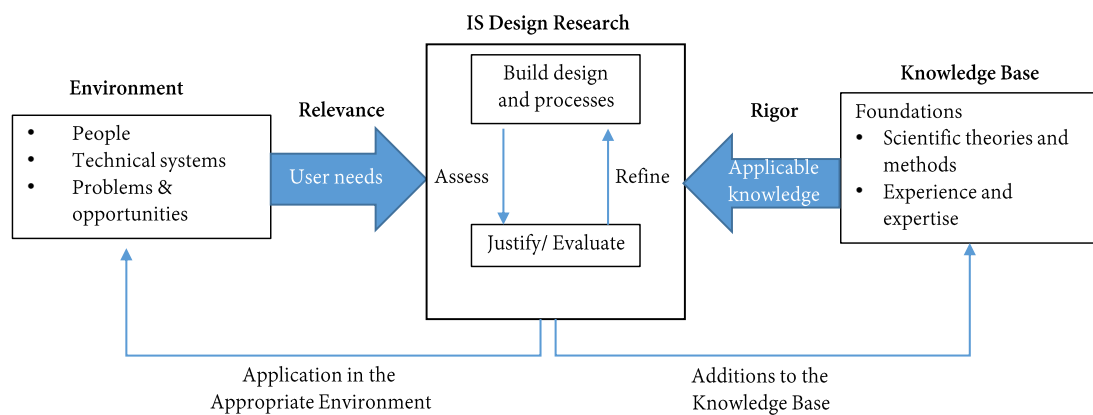 IS Design Research
Environment
• People
• Technical systems
• Problems &
opportunities
Relevance
User needs
Build design
and processes
Assess
Refine
Justify/ Evaluate
Rigor
Applicable
knowledge
Knowledge Base
Foundations
• Scientific theories and
methods
• Experience and
expertise
Application in the
Appropriate Environment
Additions to the
Knowledge Base